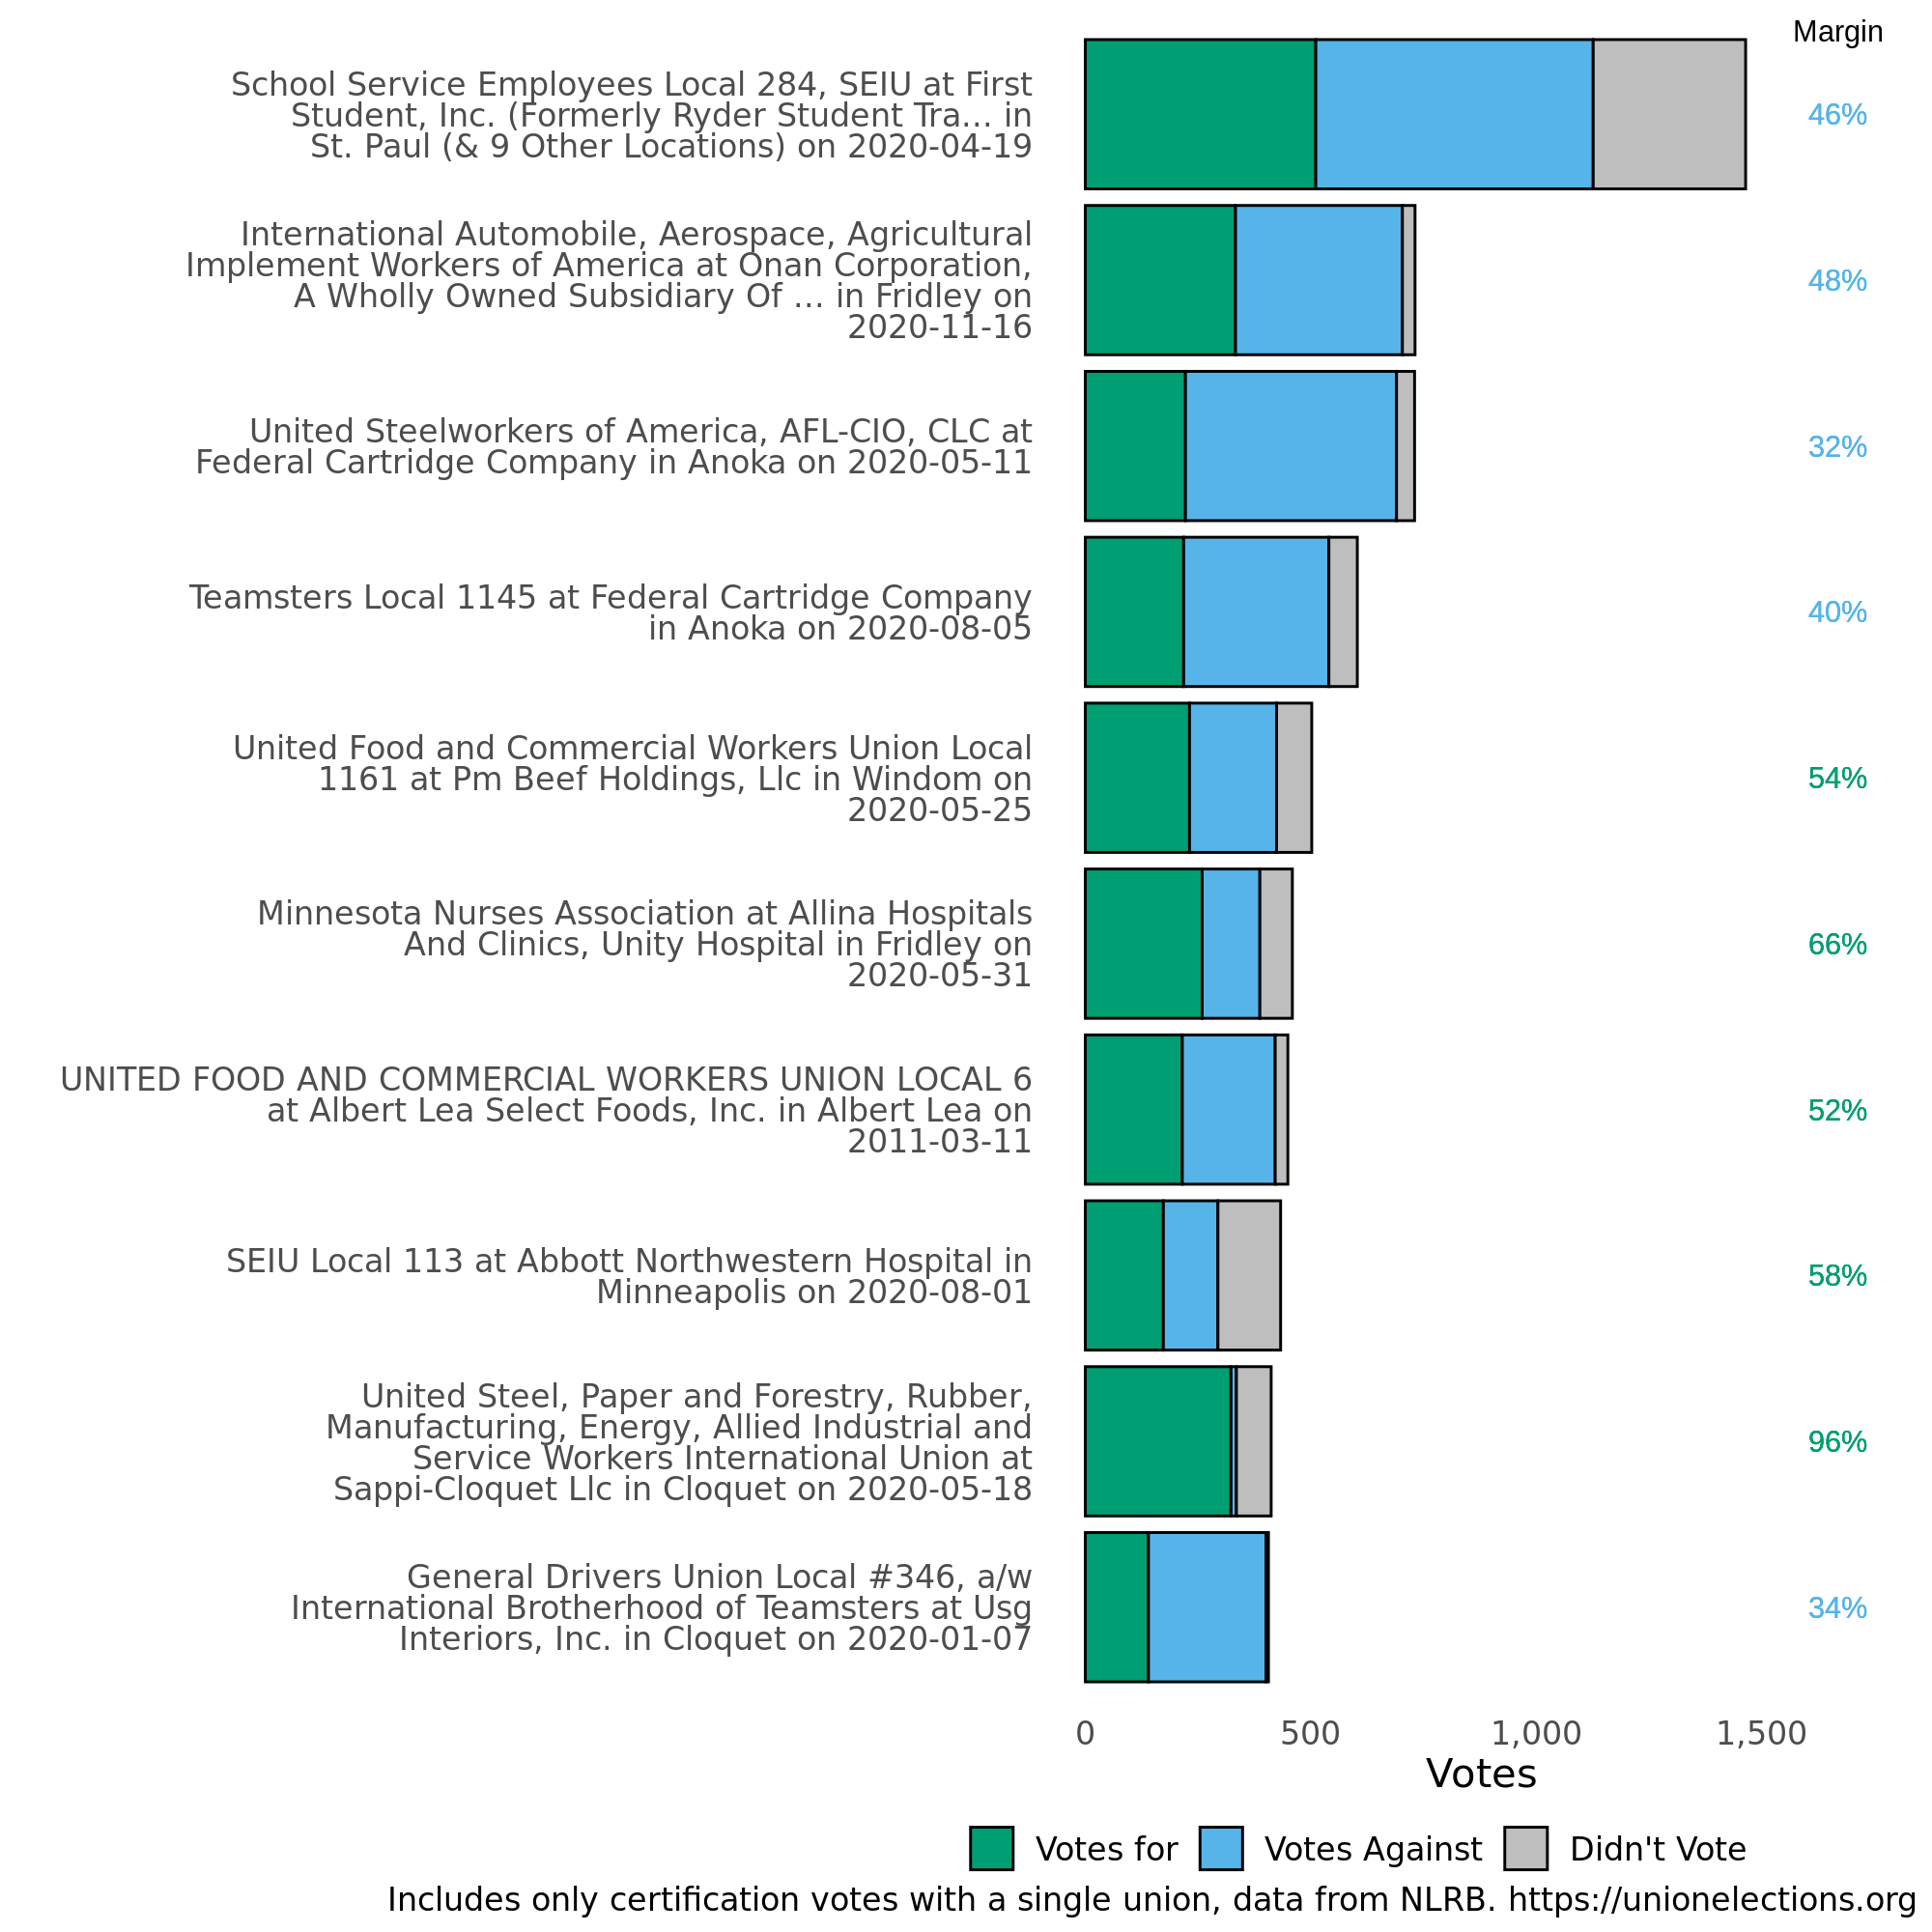 Margin
School Service Employees Local 284, SEIU at First
Student, Inc. (Formerly Ryder Student Tra... in
St. Paul (& 9 Other Locations) on 2020-04-19
46%
International Automobile, Aerospace, Agricultural
Implement Workers of America at Onan Corporation,
A Wholly Owned Subsidiary Of ... in Fridley on
2020-11-16
48%
United Steelworkers of America, AFL-CIO, CLC at
Federal Cartridge Company in Anoka on 2020-05-11
32%
Teamsters Local 1145 at Federal Cartridge Company
in Anoka on 2020-08-05
40%
United Food and Commercial Workers Union Local
1161 at Pm Beef Holdings, Llc in Windom on
2020-05-25
54%
Minnesota Nurses Association at Allina Hospitals
And Clinics, Unity Hospital in Fridley on
2020-05-31
66%
UNITED FOOD AND COMMERCIAL WORKERS UNION LOCAL 6
at Albert Lea Select Foods, Inc. in Albert Lea on
2011-03-11
52%
SEIU Local 113 at Abbott Northwestern Hospital in
Minneapolis on 2020-08-01
58%
United Steel, Paper and Forestry, Rubber,
Manufacturing, Energy, Allied Industrial and
Service Workers International Union at
Sappi-Cloquet Llc in Cloquet on 2020-05-18
96%
General Drivers Union Local #346, a/w
International Brotherhood of Teamsters at Usg
Interiors, Inc. in Cloquet on 2020-01-07
34%
0 500 1,000 1,500
Votes
Votes for Votes Against Didn't Vote
Includes only certification votes with a single union, data from NLRB. https://unionelections.org